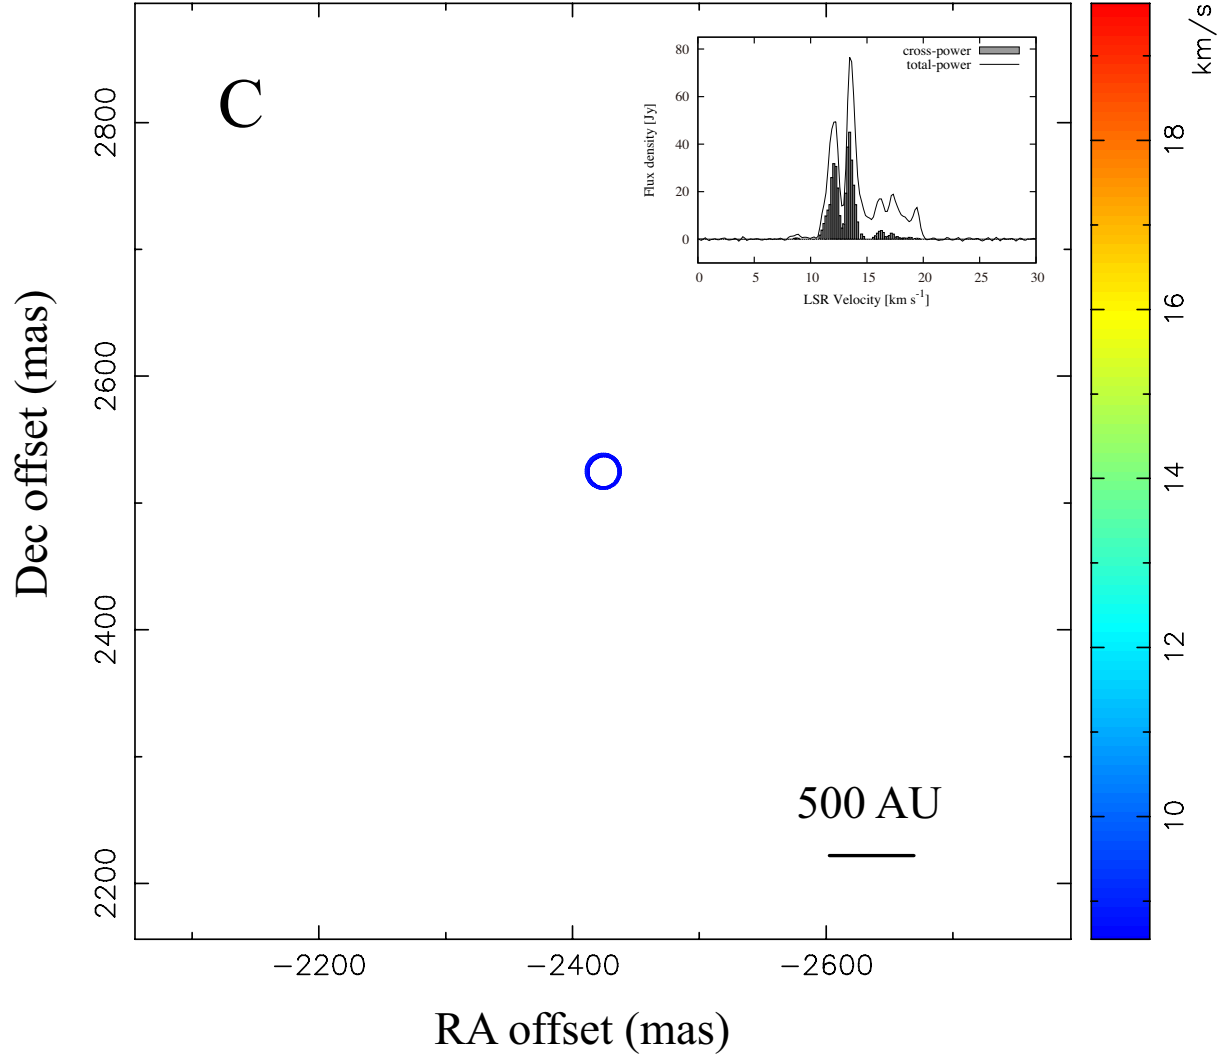 C
80
60
40
20
0
Flux density [Jy]
cross-power
total-power
0 5 10 15 20 25 30
LSR Velocity [km s⁻¹]
2800
2600
2400
2200
Dec offset (mas)
500 AU
−2200 −2400 −2600
RA offset (mas)
km/s
18
16
14
12
10